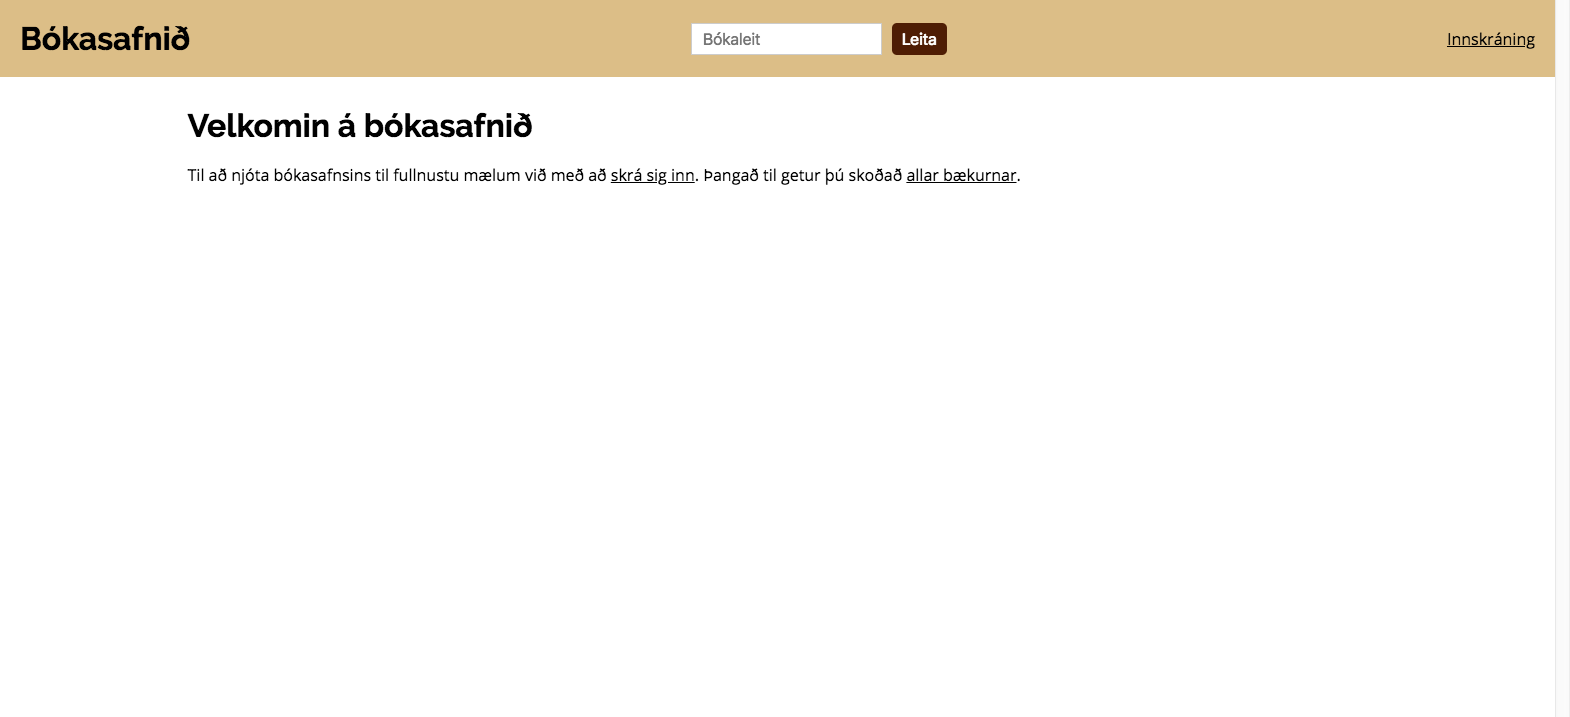 Bókasafnið
Bókaleit Leita
Innskráning
Velkomin á bókasafnið
Til að njóta bókasafnsins til fullnustu mælum við með að skrá sig inn. Þangað til getur þú skoðað allar bækurnar.